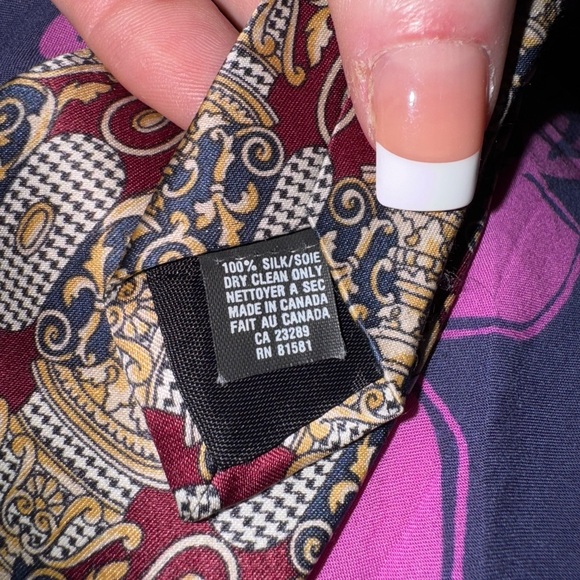 100% SILK/SOIE
DRY CLEAN ONLY
NETTOYER A SEC
MADE IN CANADA
FAIT AU CANADA
CA 23289
RN 81581